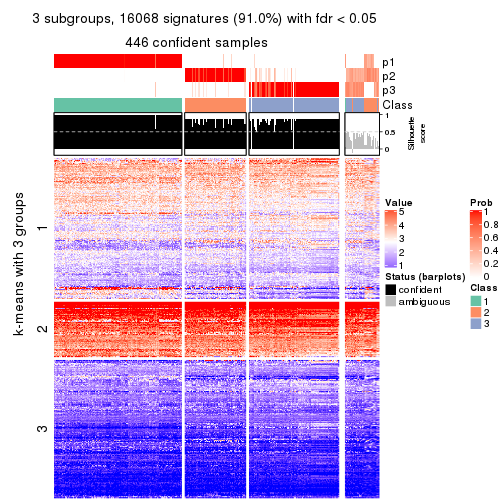 3 subgroups, 16068 signatures (91.0%) with fdr < 0.05
446 confident samples
p1
p2
p3
Class
1
0.5
0
Silhouette
score
k-means with 3 groups
1
2
3
Value
5
4
3
2
1
Status (barplots)
confident
ambiguous
Prob
1
0.8
0.6
0.4
0.2
0
Class
1
2
3